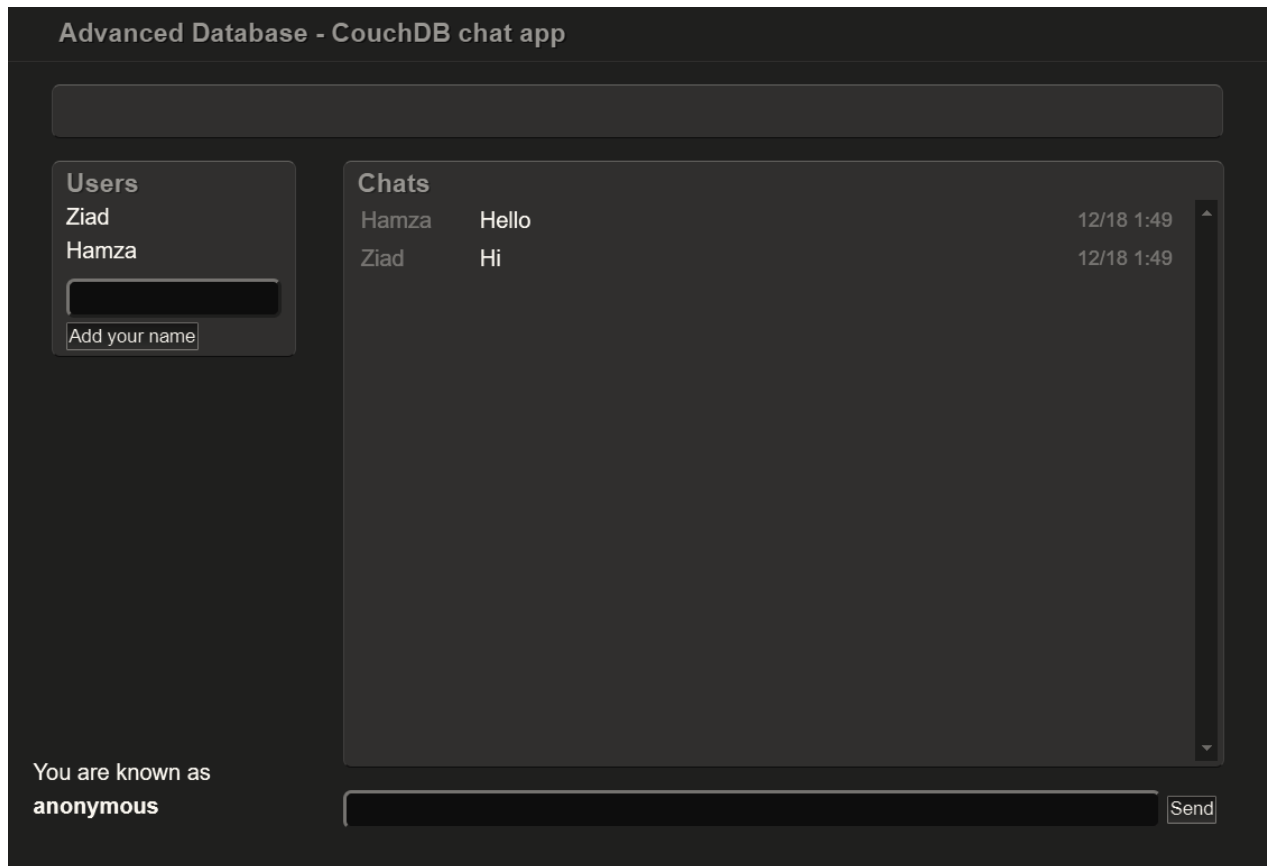 Advanced Database - CouchDB chat app
Users
Ziad
Hamza
Add your name
Chats
Hamza Hello 12/18 1:49
Ziad Hi 12/18 1:49
You are known as
anonymous
Send